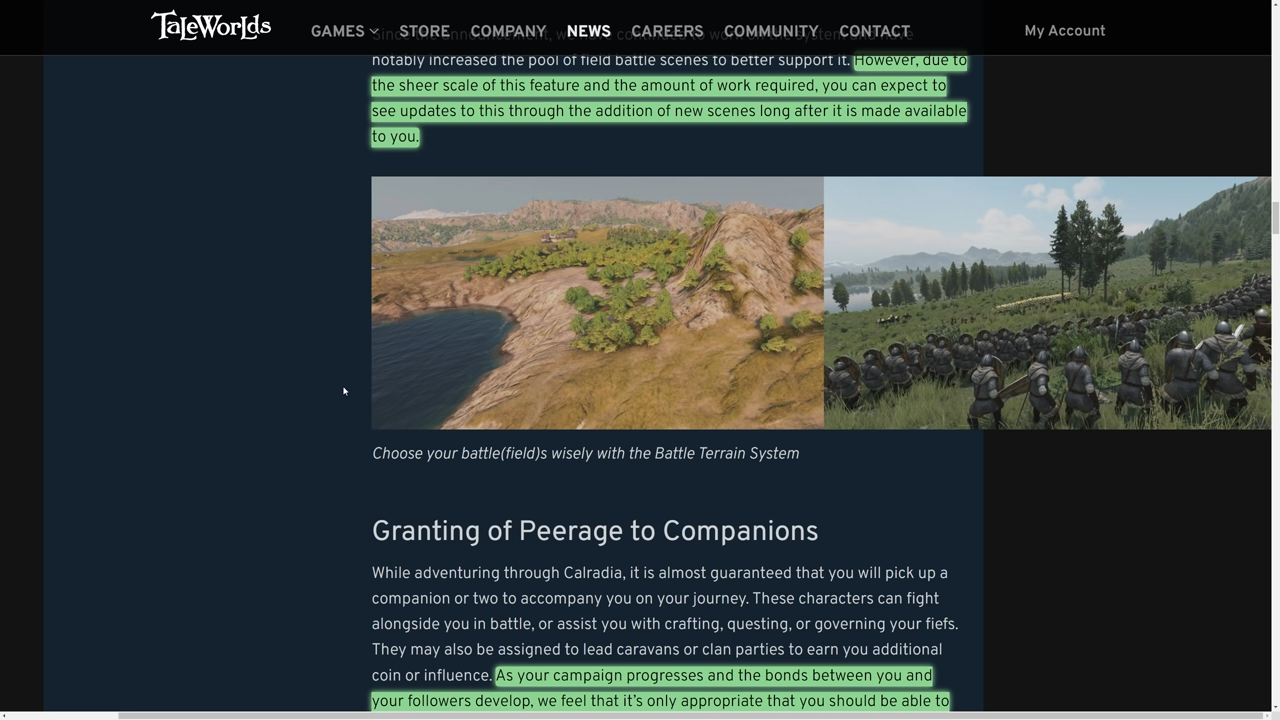 TaleWorlds
GAMES STORE COMPANY NEWS CAREERS COMMUNITY CONTACT My Account
notably increased the pool of field battle scenes to better support it. However, due to
the sheer scale of this feature and the amount of work required, you can expect to
see updates to this through the addition of new scenes long after it is made available
to you.
Choose your battle(field)s wisely with the Battle Terrain System
Granting of Peerage to Companions
While adventuring through Calradia, it is almost guaranteed that you will pick up a
companion or two to accompany you on your journey. These characters can fight
alongside you in battle, or assist you with crafting, questing, or governing your fiefs.
They may also be assigned to lead caravans or clan parties to earn you additional
coin or influence. As your campaign progresses and the bonds between you and
your followers develop, we feel that it's only appropriate that you should be able to